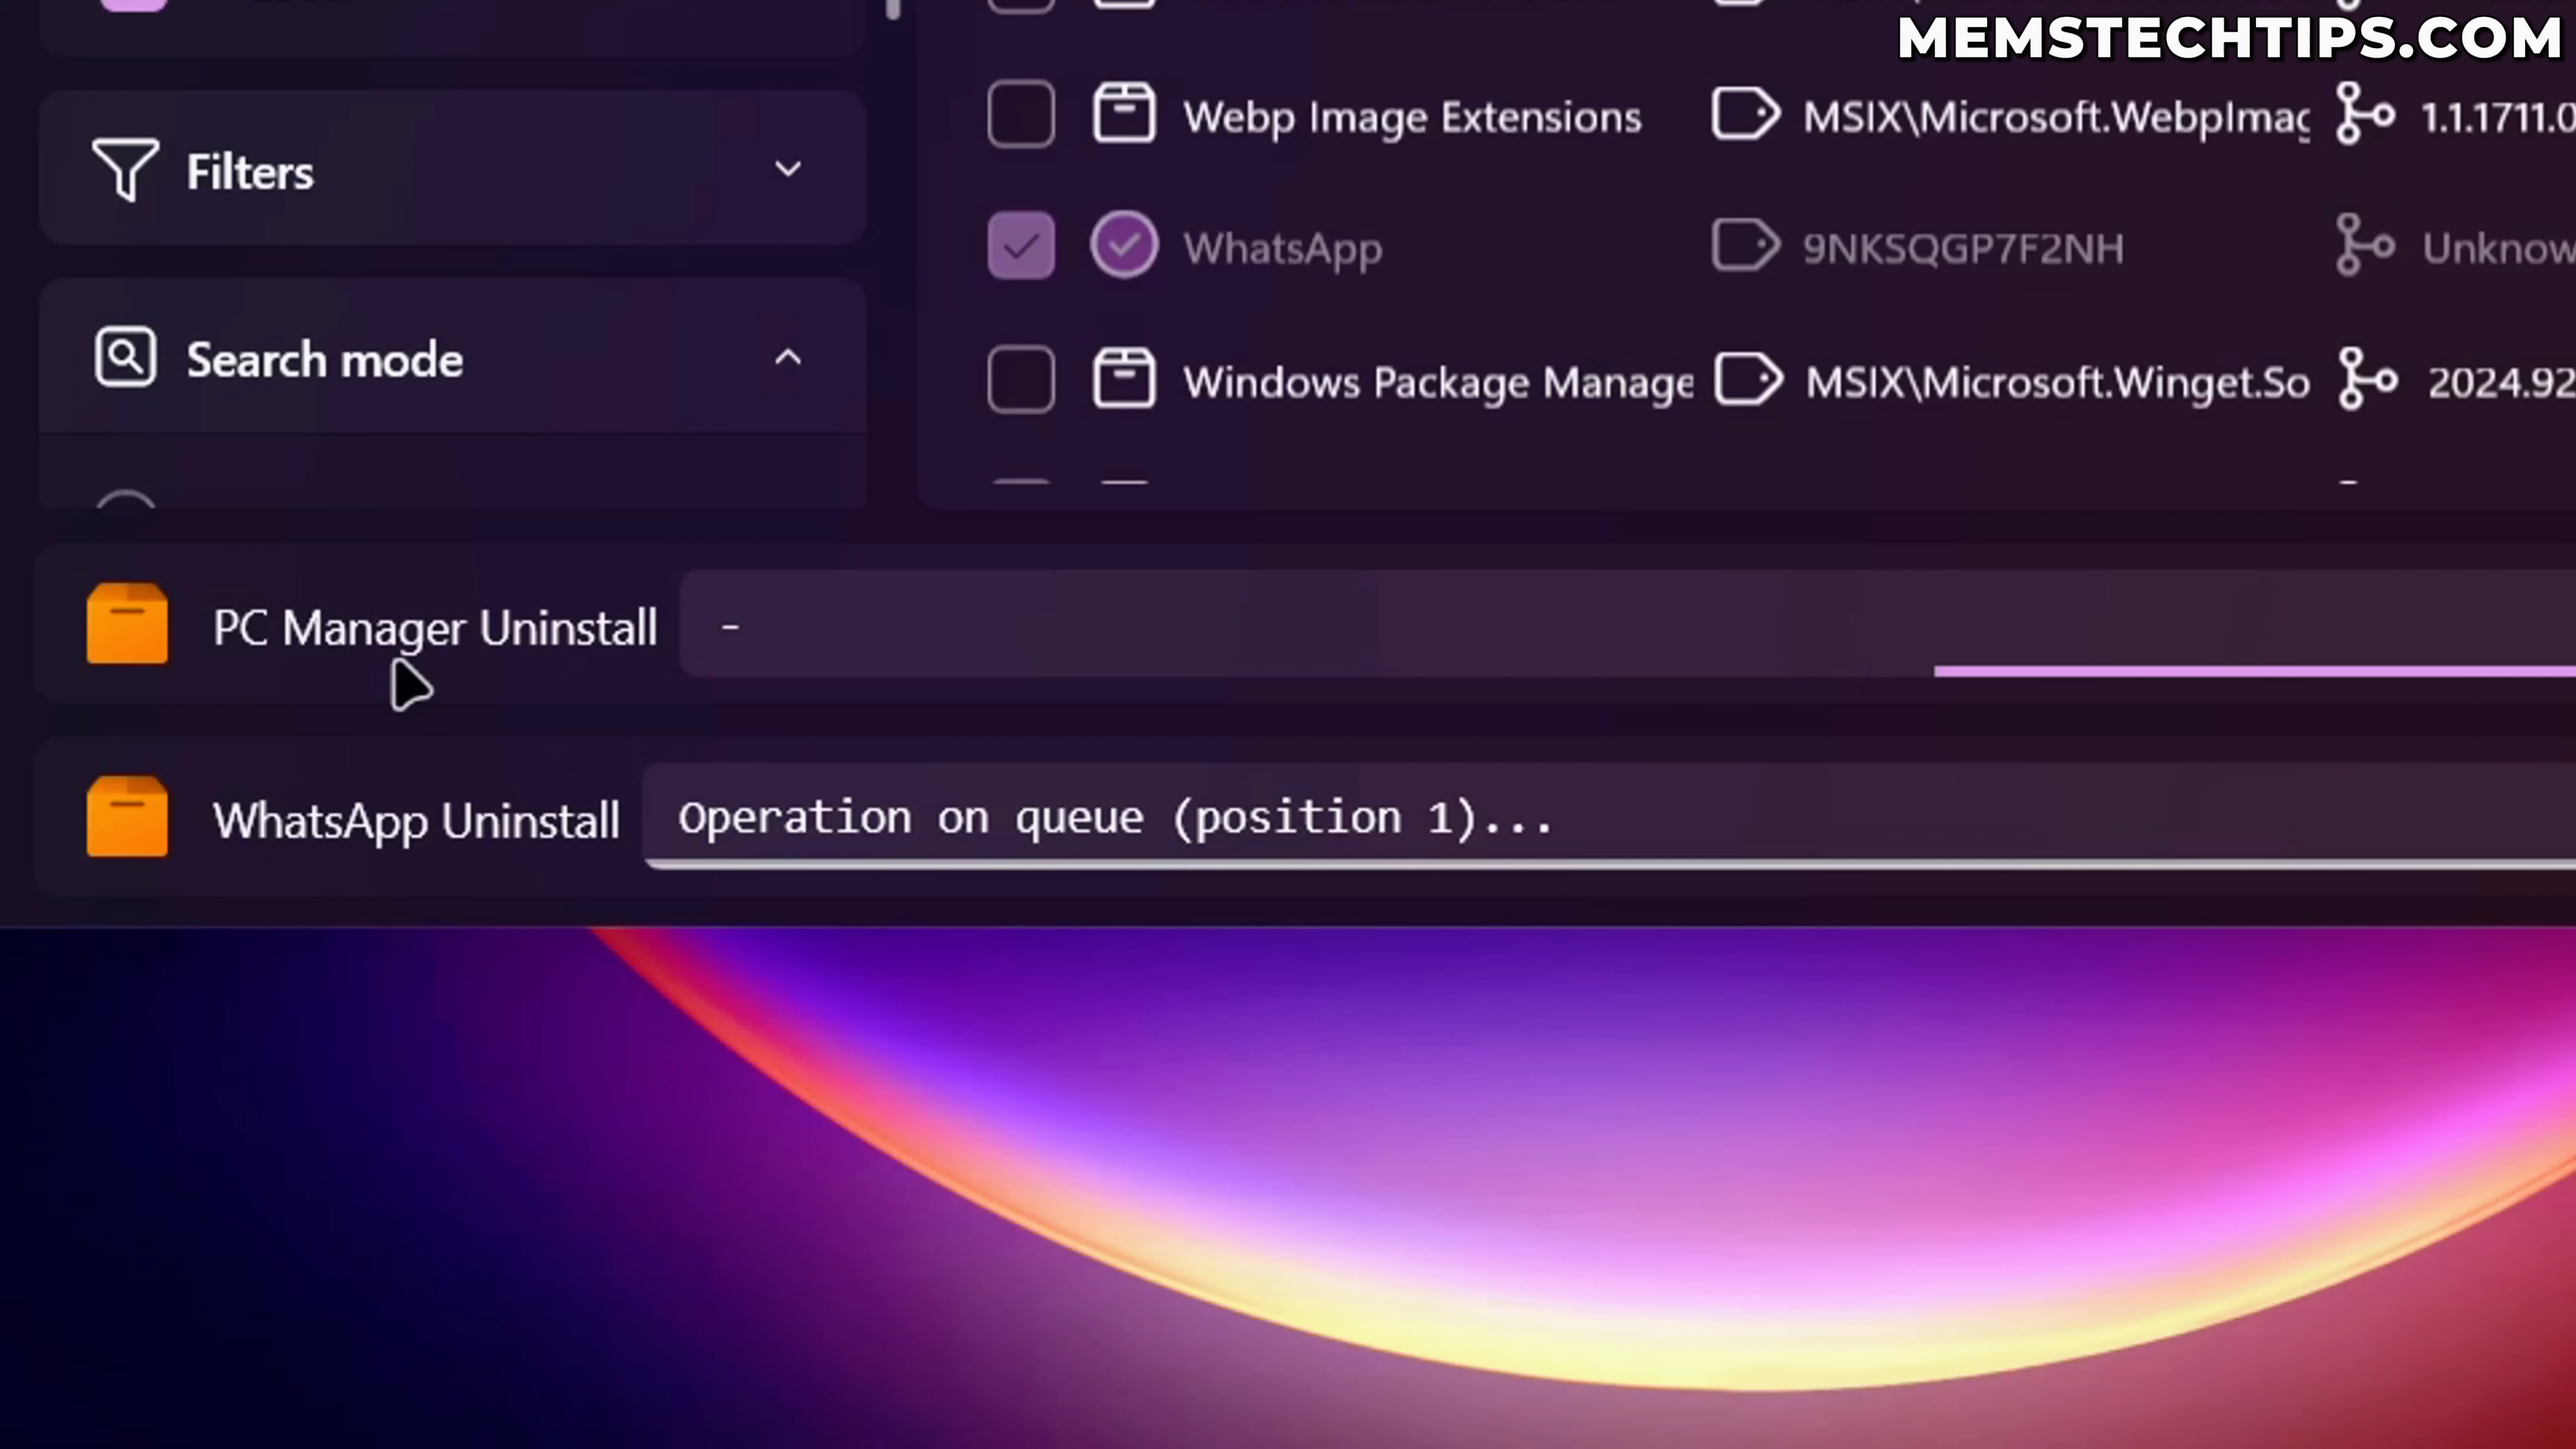 MEMSTECHTIPS.COM
Webp Image Extensions MSIX\Microsoft.WebpImag 1.1.1711.0
Filters
WhatsApp 9NKSQGP7F2NH Unknow
Search mode
Windows Package Manage MSIX\Microsoft.Winget.So 2024.92
PC Manager Uninstall -
WhatsApp Uninstall Operation on queue (position 1)...